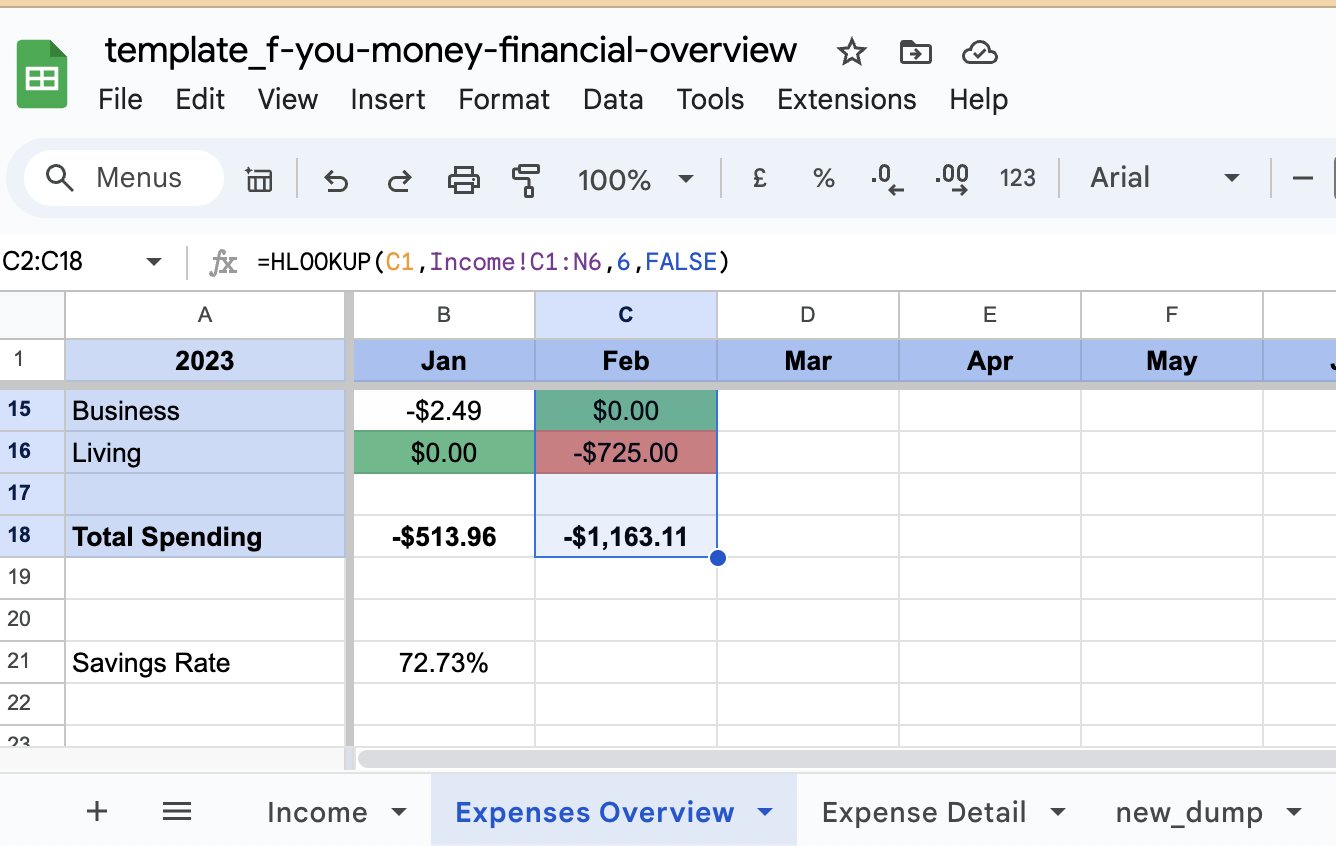 template_f-you-money-financial-overview
File Edit View Insert Format Data Tools Extensions Help
Menus 100% £ % .0 .00 123 Arial
C2:C18 fx =HLOOKUP(C1,Income!C1:N6,6,FALSE)
A B C D E F
1 2023 Jan Feb Mar Apr May
15 Business -$2.49 $0.00
16 Living $0.00 -$725.00
17
18 Total Spending -$513.96 -$1,163.11
19
20
21 Savings Rate 72.73%
22
23
Income Expenses Overview Expense Detail new_dump